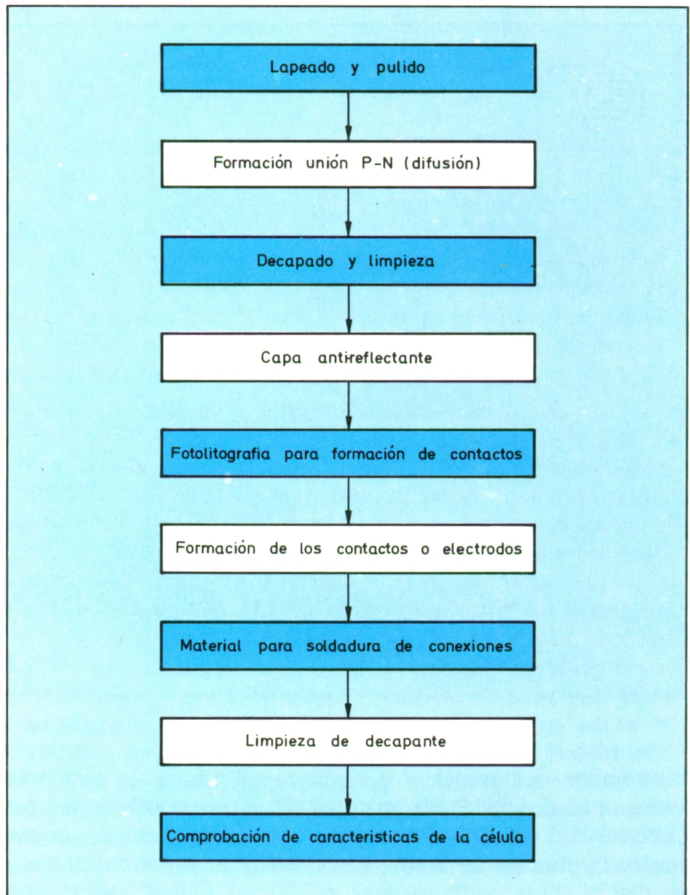 Lapeado y pulido
Formación unión P-N (difusión)
Decapado y limpieza
Capa antirreflectante
Fotolitografia para formación de contactos
Formación de los contactos o electrodos
Material para soldadura de conexiones
Limpieza de decapante
Comprobación de caracteristicas de la célula